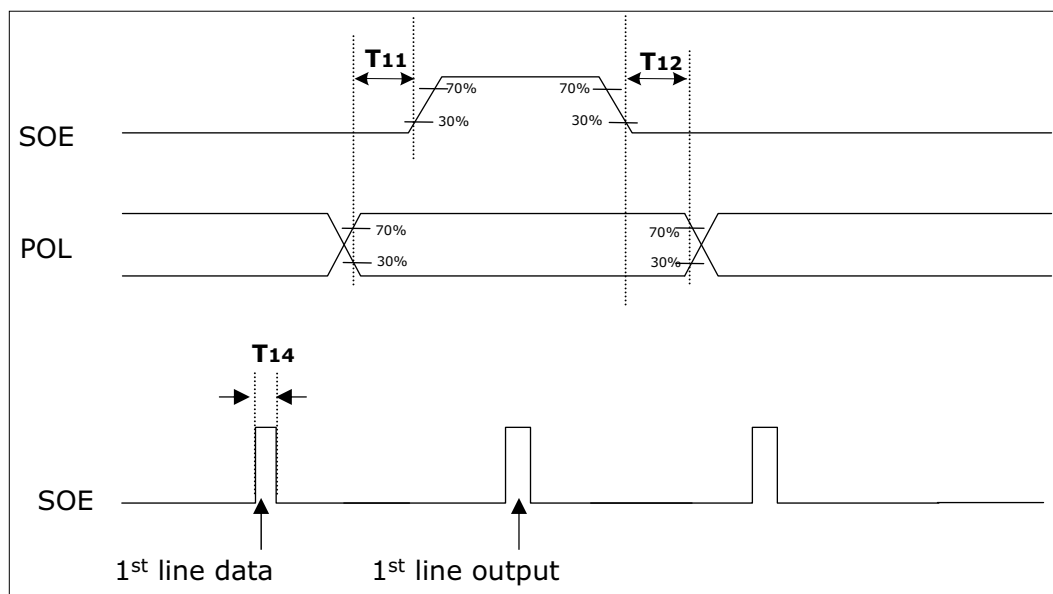 T11
T12
70%
70%
30%
30%
SOE
70%
70%
POL
30%
30%
T14
SOE
1st line data
1st line output